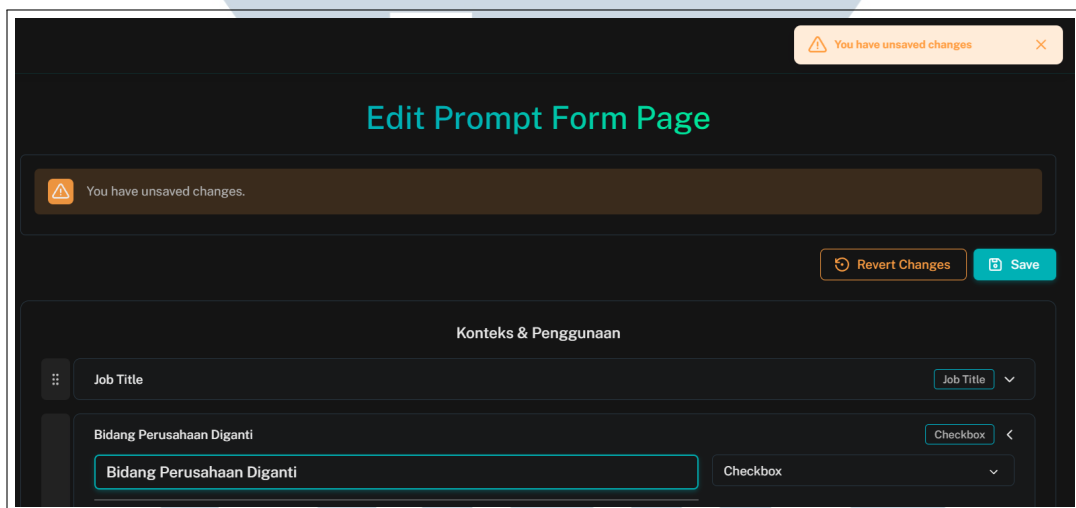 You have unsaved changes
Edit Prompt Form Page
You have unsaved changes.
Revert Changes
Save
Konteks & Penggunaan
Job Title
Job Title
Bidang Perusahaan Diganti
Checkbox
Bidang Perusahaan Diganti
Checkbox